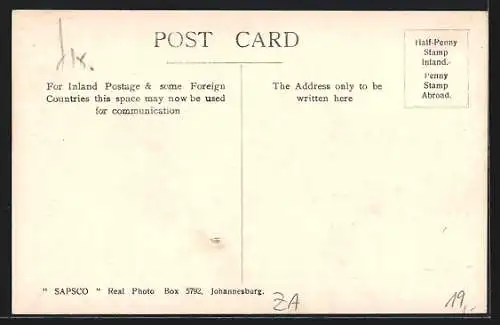 POST CARD
Half-Penny
Stamp
Inland.-
Penny
Stamp
Abroad.
For Inland Postage & some Foreign
Countries this space may now be used
for communication
The Address only to be
written here
" SAPSCO " Real Photo Box 5792, Johannesburg.
ZA
19,-